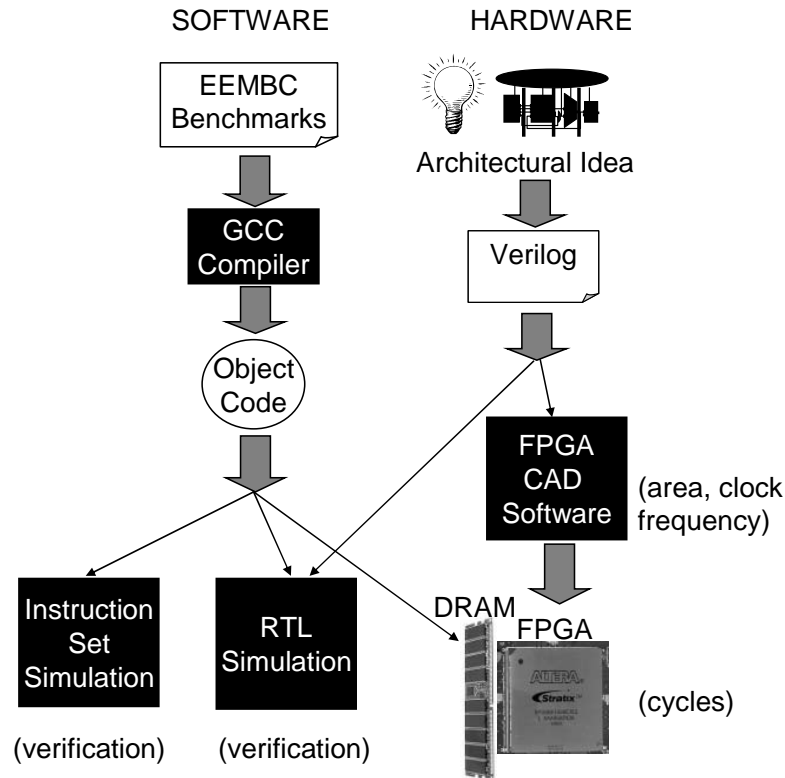 SOFTWARE
HARDWARE
EEMBC
Benchmarks
Architectural Idea
GCC
Compiler
Verilog
Object
Code
FPGA
CAD
Software
(area, clock
frequency)
Instruction
Set
Simulation
RTL
Simulation
DRAM
FPGA
ALTERA
Stratix
(cycles)
(verification)
(verification)